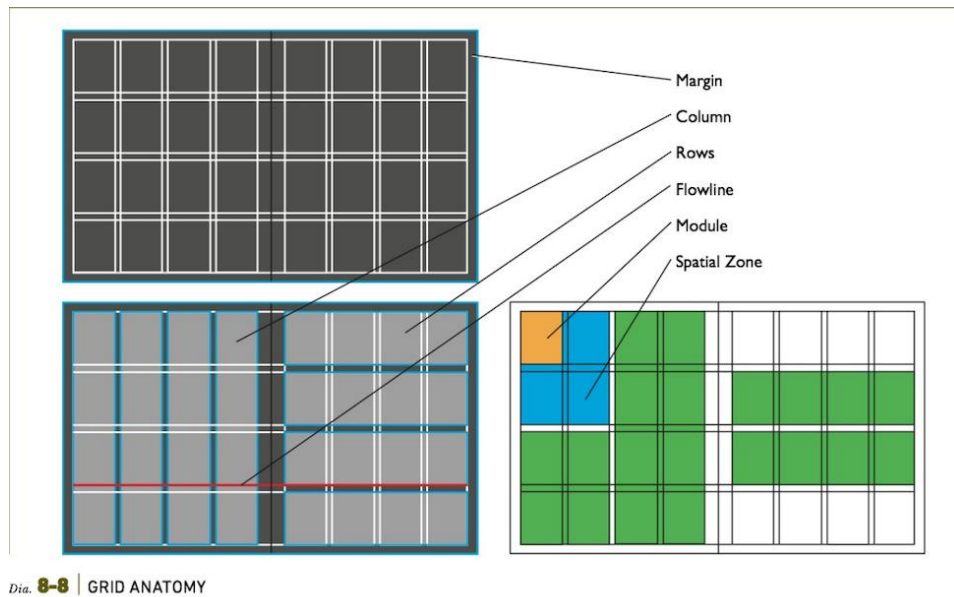 Margin
Column
Rows
Flowline
Module
Spatial Zone
Dia. 8-8 | GRID ANATOMY